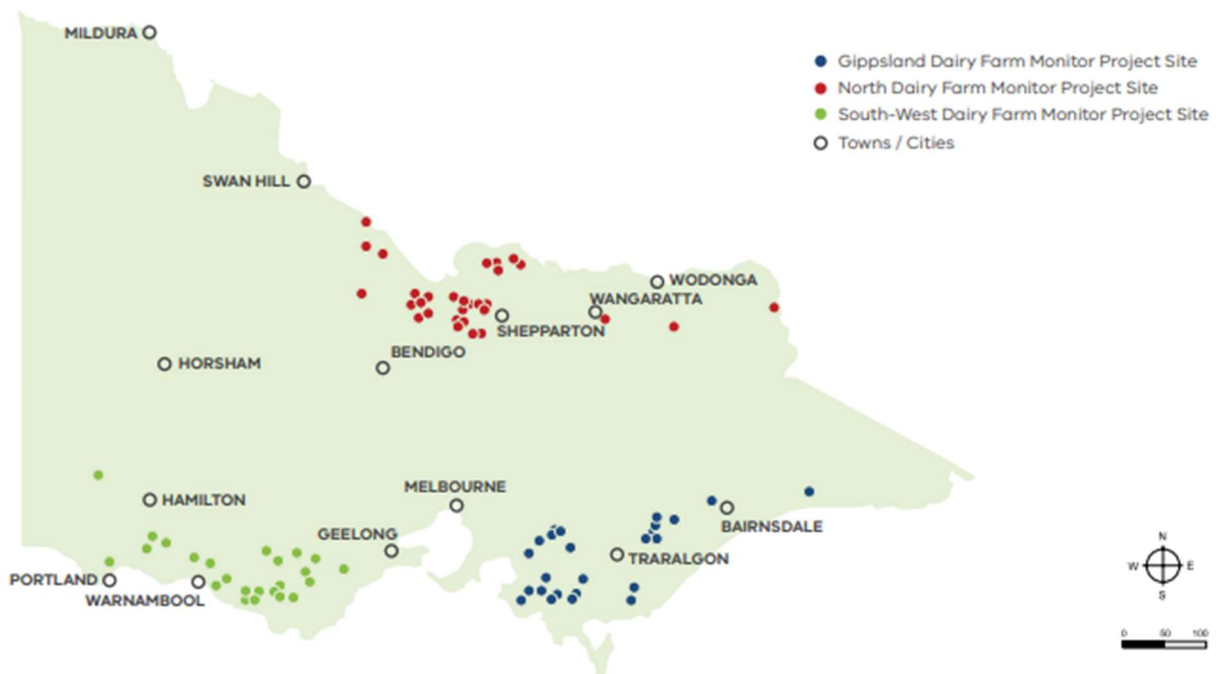 MILDURA
Gippsland Dairy Farm Monitor Project Site
North Dairy Farm Monitor Project Site
South-West Dairy Farm Monitor Project Site
Towns / Cities
SWAN HILL
WODONGA
WANGARATTA
SHEPPARTON
BENDIGO
HORSHAM
MELBOURNE
HAMILTON
GEELONG
BAIRNSDALE
TRARALGON
PORTLAND
WARNAMBOOL
N
W E
S
0 50 100